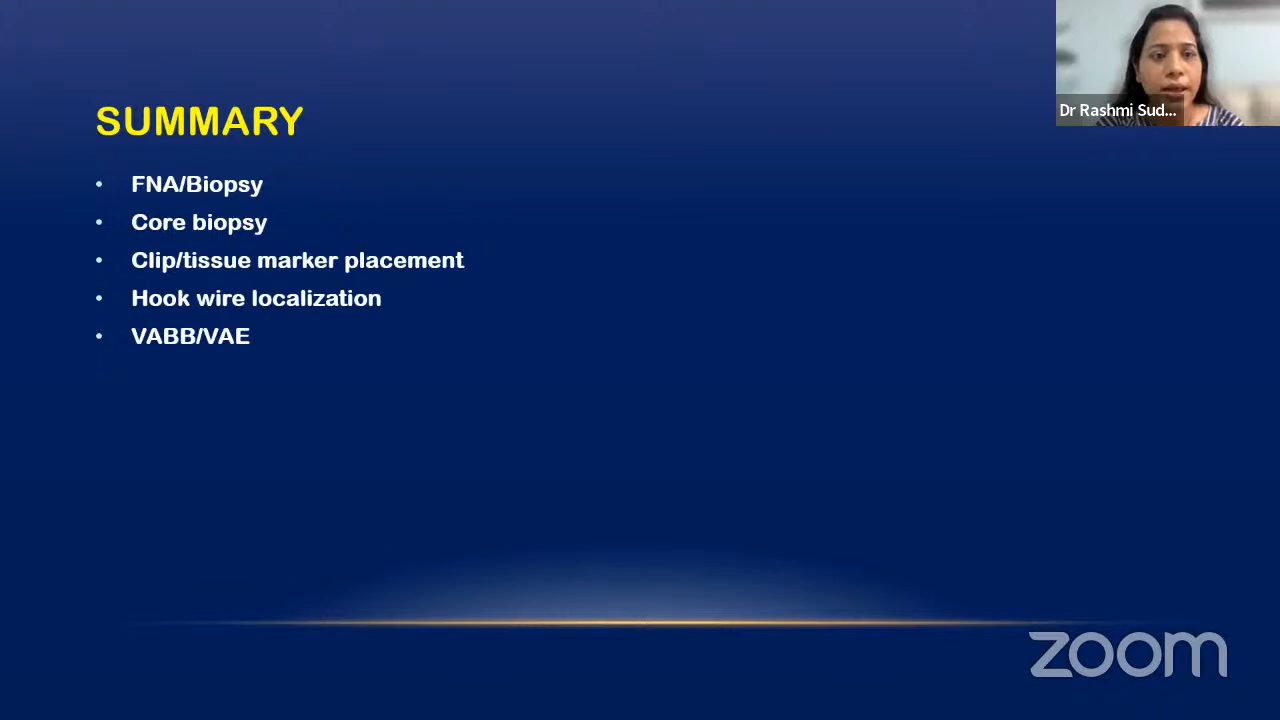 Dr Rashmi Sud...
SUMMARY
• FNA/Biopsy
• Core biopsy
• Clip/tissue marker placement
• Hook wire localization
• VABB/VAE
zoom